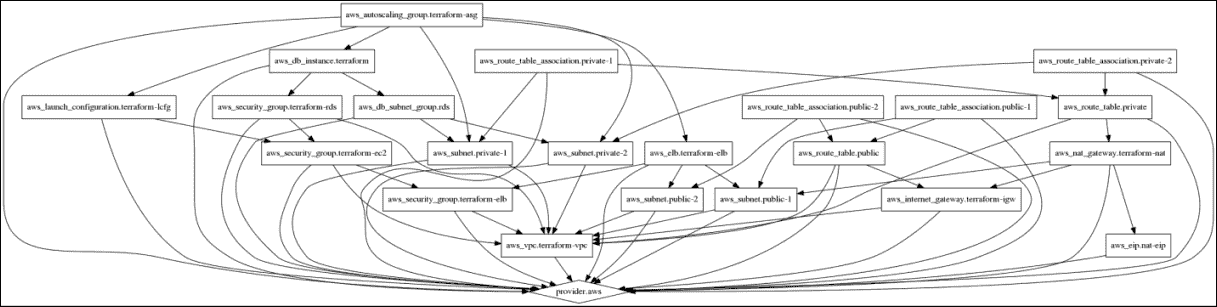 aws_autoscaling_group.terraform-asg
aws_db_instance.terraform
aws_route_table_association.private-1
aws_route_table_association.private-2
aws_launch_configuration.terraform-lcfg
aws_security_group.terraform-rds
aws_db_subnet_group.rds
aws_route_table_association.public-2
aws_route_table_association.public-1
aws_route_table.private
aws_security_group.terraform-ec2
aws_subnet.private-1
aws_subnet.private-2
aws_elb.terraform-elb
aws_route_table.public
aws_nat_gateway.terraform-nat
aws_security_group.terraform-elb
aws_subnet.public-2
aws_subnet.public-1
aws_internet_gateway.terraform-igw
aws_vpc.terraform-vpc
aws_eip.nat-eip
provider.aws